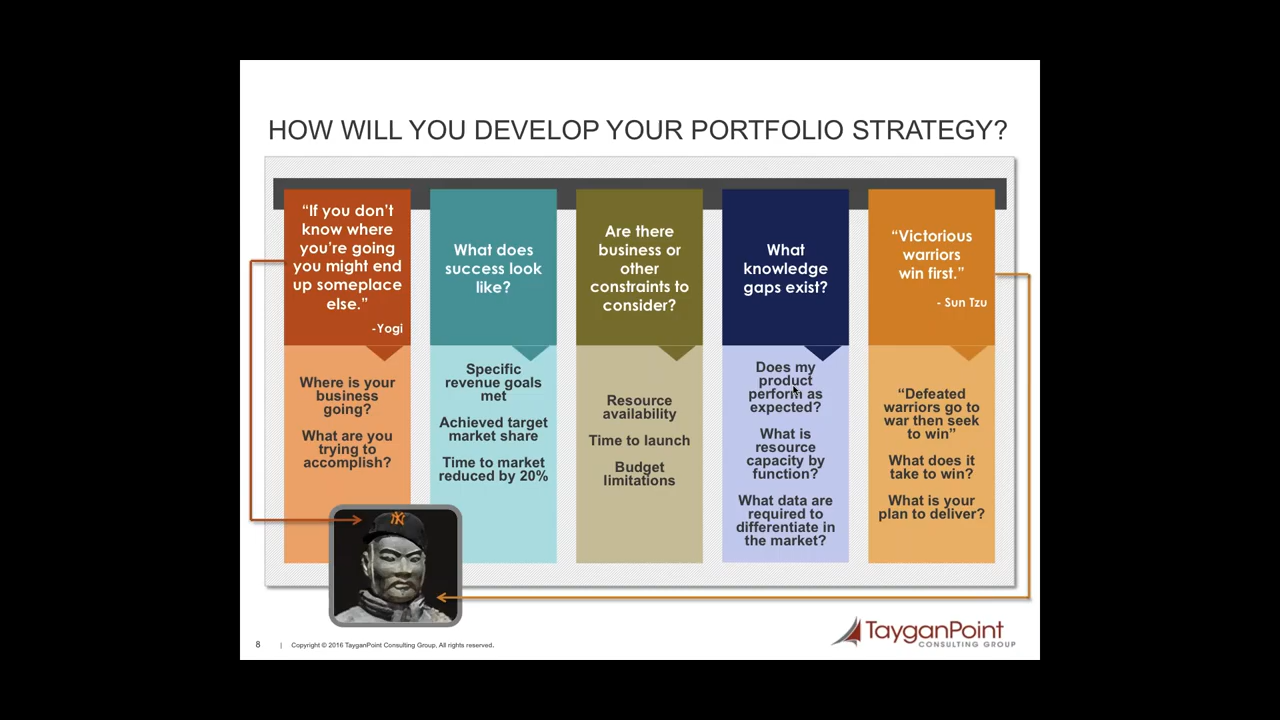 HOW WILL YOU DEVELOP YOUR PORTFOLIO STRATEGY?
“If you don’t
know where
you’re going
you might end
up someplace
else.”
-Yogi
Where is your
business
going?
What are you
trying to
accomplish?
What does
success look
like?
Specific
revenue goals
met
Achieved target
market share
Time to market
reduced by 20%
Are there
business or
other
constraints to
consider?
Resource
availability
Time to launch
Budget
limitations
What
knowledge
gaps exist?
Does my
product
perform as
expected?
What is
resource
capacity by
function?
What data are
required to
differentiate in
the market?
“Victorious
warriors
win first.”
- Sun Tzu
“Defeated
warriors go to
war then seek
to win”
What does it
take to win?
What is your
plan to deliver?
NY
TayganPoint
CONSULTING GROUP
8 | Copyright © 2016 TayganPoint Consulting Group, All rights reserved.